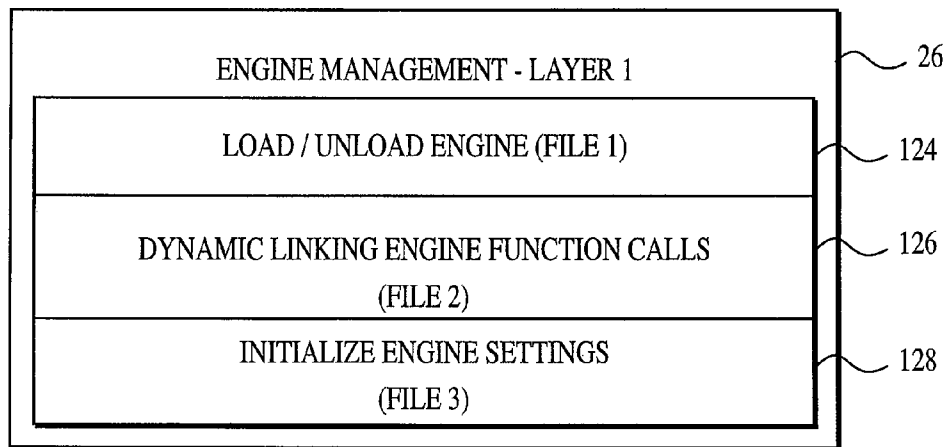 ENGINE MANAGEMENT - LAYER 1
26
LOAD / UNLOAD ENGINE (FILE 1)
124
DYNAMIC LINKING ENGINE FUNCTION CALLS
(FILE 2)
126
INITIALIZE ENGINE SETTINGS
(FILE 3)
128